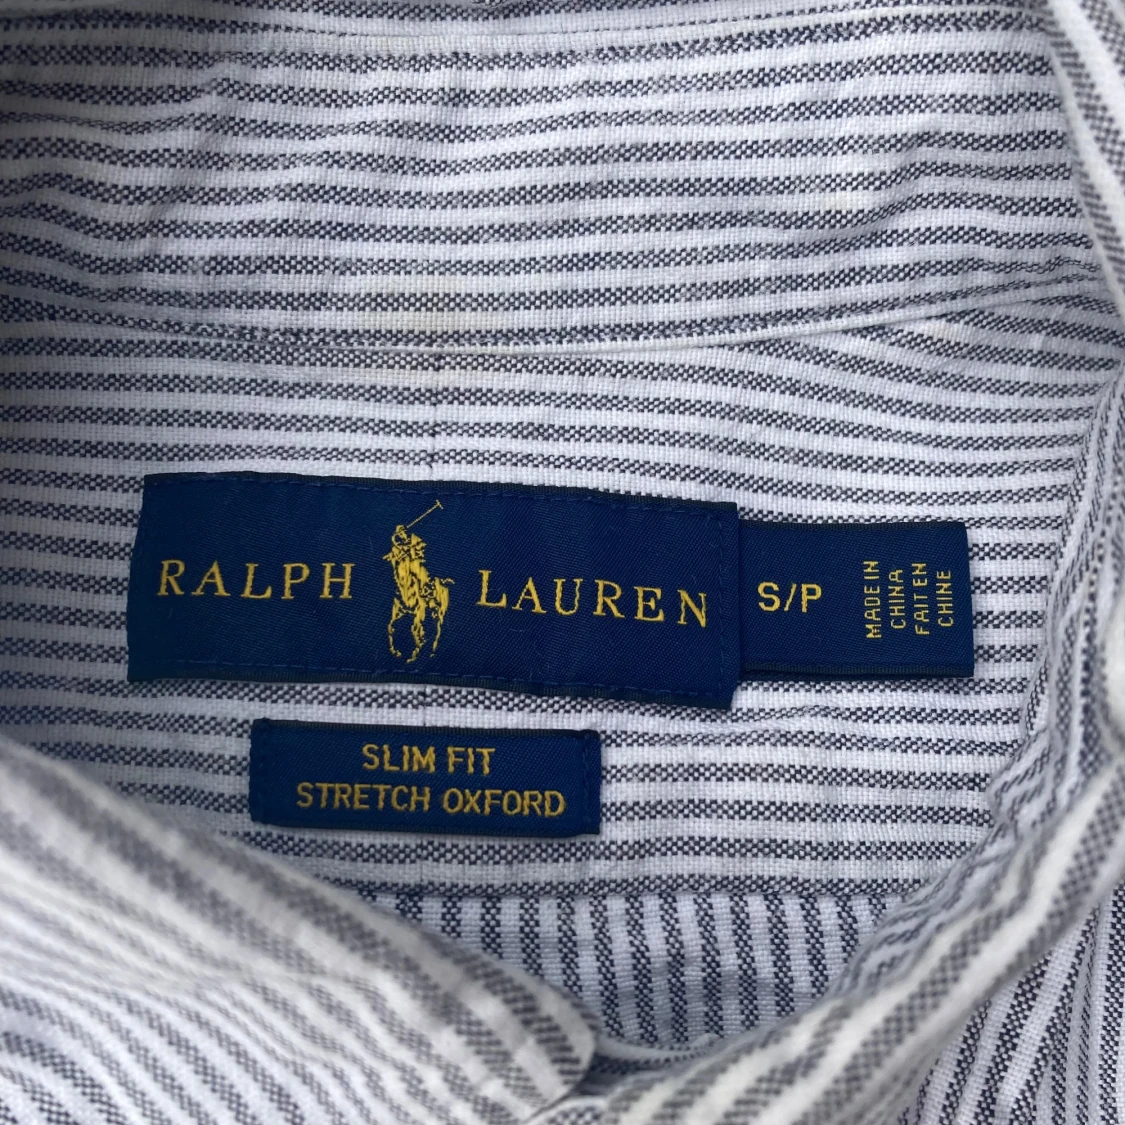 RALPH LAUREN
S/P
MADE IN
CHINA
FAIT EN
CHINE
SLIM FIT
STRETCH OXFORD